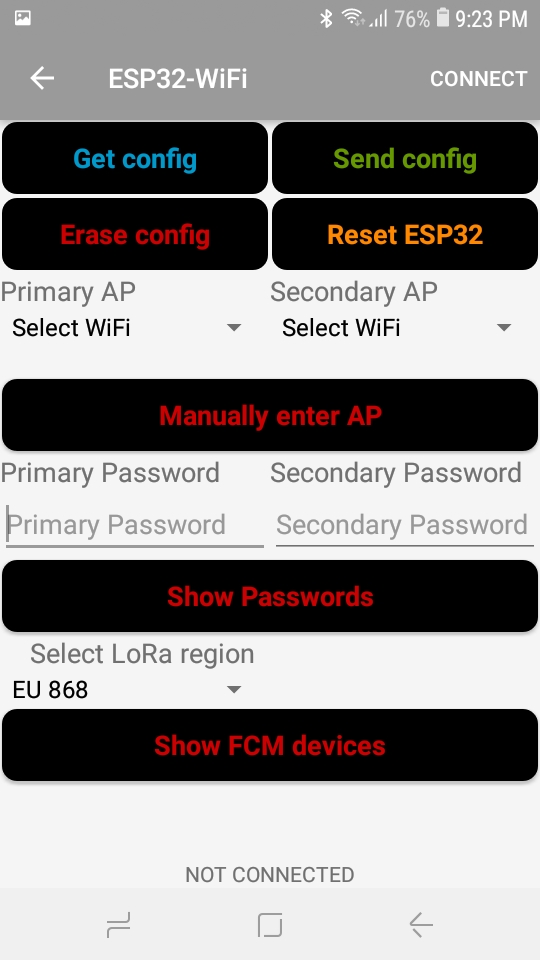 76% 9:23 PM
ESP32-WiFi CONNECT
Get config Send config
Erase config Reset ESP32
Primary AP Secondary AP
Select WiFi Select WiFi
Manually enter AP
Primary Password Secondary Password
Primary Password Secondary Password
Show Passwords
Select LoRa region
EU 868
Show FCM devices
NOT CONNECTED